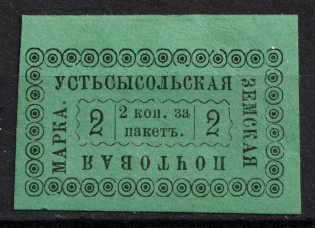 УСТЬСЫСОЛЬСКАЯ
ЗЕМСКАЯ
ПОЧТОВАЯ
МАРКА.
2 2 коп. за 2
пакетъ.